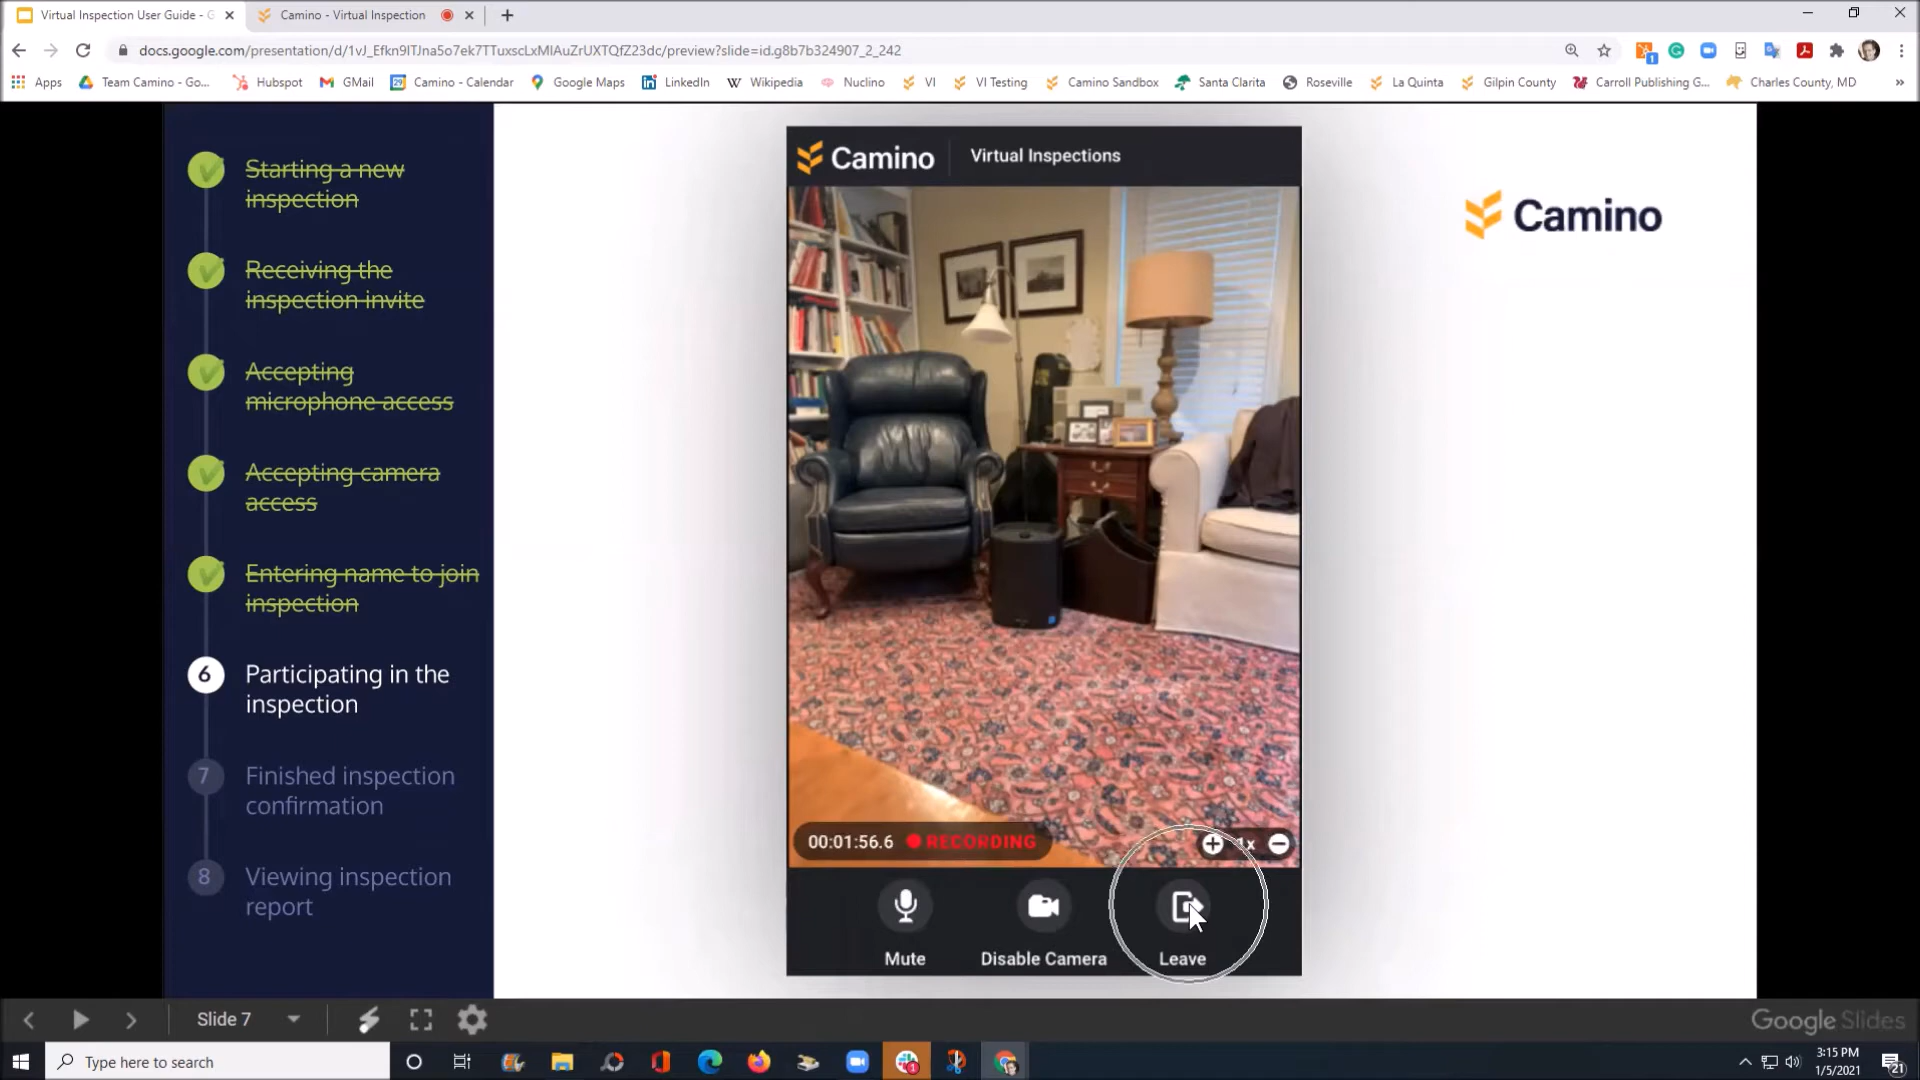 Virtual Inspection User Guide - G
Camino - Virtual Inspection
docs.google.com/presentation/d/1vJ_Efkn9ITJna5o7ek7TTuxscLxMlAuZrUXTQfZ23dc/preview?slide=id.g8b7b324907_2_242
1
Apps
Team Camino - Go...
Hubspot
GMail
Camino - Calendar
Google Maps
LinkedIn
Wikipedia
Nuclino
VI
VI Testing
Camino Sandbox
Santa Clarita
Roseville
La Quinta
Gilpin County
Carroll Publishing G...
Charles County, MD
»
Starting a new
inspection
Receiving the
inspection invite
Accepting
microphone access
Accepting camera
access
Entering name to join
inspection
6
Participating in the
inspection
7
Finished inspection
confirmation
8
Viewing inspection
report
Camino
Virtual Inspections
00:01:56.6
RECORDING
Mute
Disable Camera
Leave
Camino
Slide 7
Google Slides
Type here to search
1
3:15 PM
1/5/2021
21